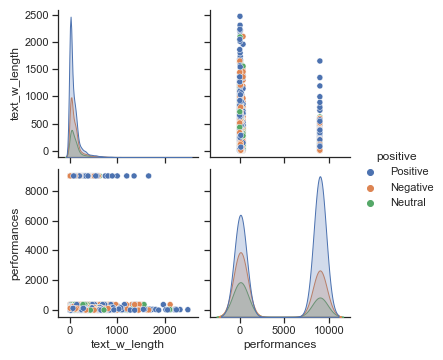 2500
2000
1500
1000
500
0
text_w_length
positive
Positive
Negative
Neutral
8000
6000
4000
2000
0
performances
0 1000 2000
text_w_length
0 5000 10000
performances